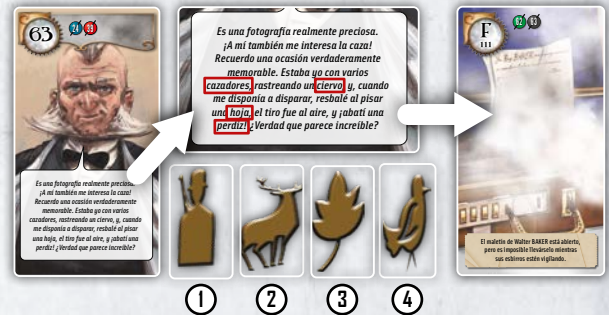 63
24 39
Es una fotografía realmente preciosa.
¡A mí también me interesa la caza!
Recuerdo una ocasión verdaderamente
memorable. Estaba yo con varios
cazadores, rastreando un ciervo, y, cuando
me disponía a disparar, resbalé al pisar
una hoja, el tiro fue al aire, y ¡abatí una
perdiz! ¿Verdad que parece increíble?
Es una fotografía realmente preciosa.
¡A mí también me interesa la caza!
Recuerdo una ocasión verdaderamente
memorable. Estaba yo con varios
cazadores, rastreando un ciervo, y, cuando
me disponía a disparar, resbalé al pisar
una hoja, el tiro fue al aire, y ¡abatí una
perdiz! ¿Verdad que parece increíble?
1
2
3
4
F
III
El maletín de Walter BAKER está abierto,
pero es imposible llevárselo mientras
sus esbirros estén vigilando.